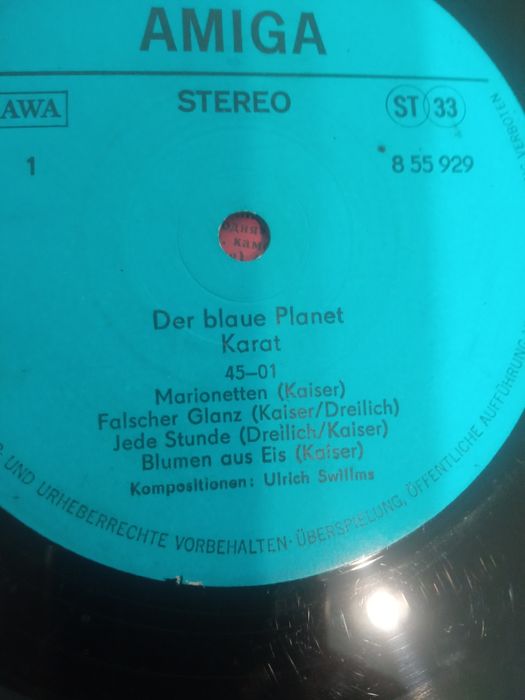 AMIGA
AWA
STEREO
ST 33
1
8 55 929
Der blaue Planet
Karat
45-01
Marionetten (Kaiser)
Falscher Glanz (Kaiser/Dreilich)
Jede Stunde (Dreilich/Kaiser)
Blumen aus Eis (Kaiser)
Kompositionen: Ulrich Swillms
UND URHEBERRECHTE VORBEHALTEN · ÜBERSPIELUNG, ÖFFENTLICHE AUFFÜHRUNG
VERBOTEN